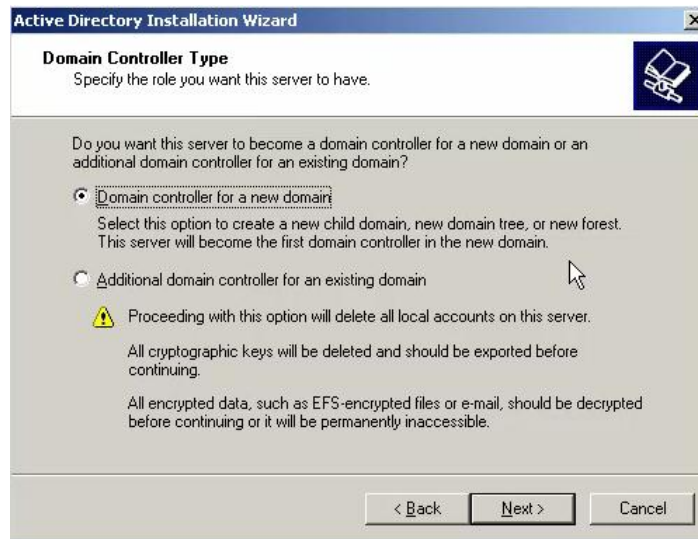 Active Directory Installation Wizard
Domain Controller Type
Specify the role you want this server to have.
Do you want this server to become a domain controller for a new domain or an
additional domain controller for an existing domain?
Domain controller for a new domain
Select this option to create a new child domain, new domain tree, or new forest.
This server will become the first domain controller in the new domain.
Additional domain controller for an existing domain
Proceeding with this option will delete all local accounts on this server.
All cryptographic keys will be deleted and should be exported before
continuing.
All encrypted data, such as EFS-encrypted files or e-mail, should be decrypted
before continuing or it will be permanently inaccessible.
< Back Next > Cancel